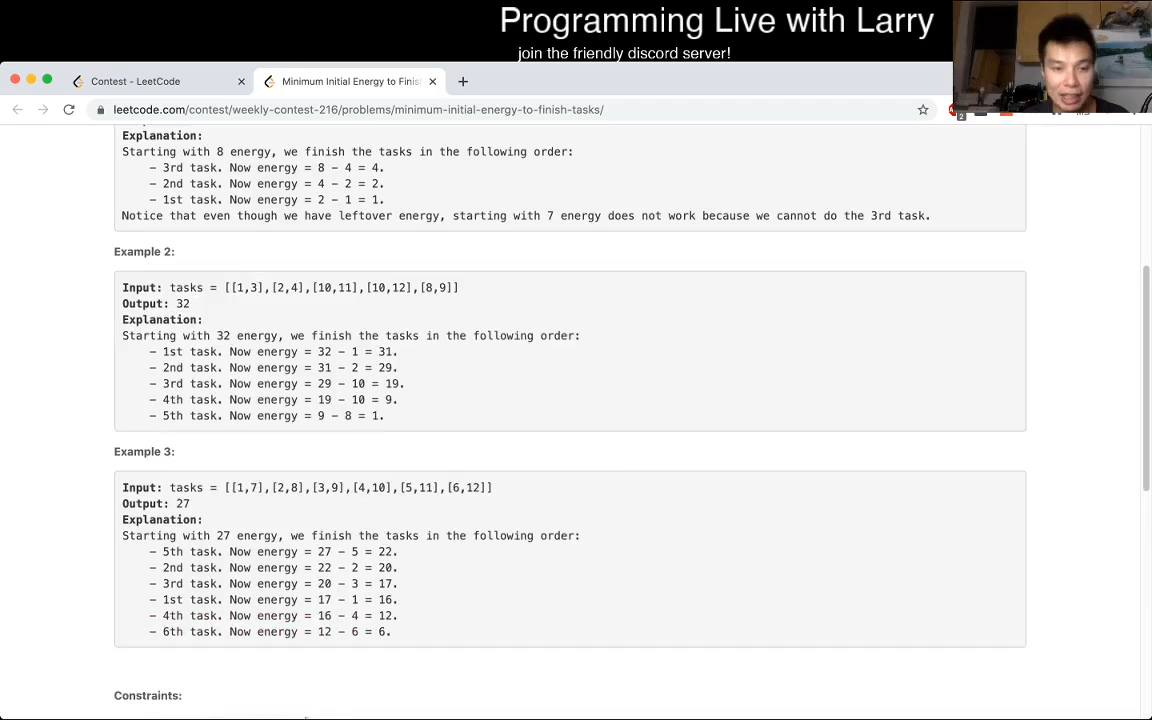 Programming Live with Larry
join the friendly discord server!
Contest - LeetCode
Minimum Initial Energy to Finis
leetcode.com/contest/weekly-contest-216/problems/minimum-initial-energy-to-finish-tasks/
2
Explanation:
Starting with 8 energy, we finish the tasks in the following order:
- 3rd task. Now energy = 8 - 4 = 4.
- 2nd task. Now energy = 4 - 2 = 2.
- 1st task. Now energy = 2 - 1 = 1.
Notice that even though we have leftover energy, starting with 7 energy does not work because we cannot do the 3rd task.
Example 2:
Input: tasks = [[1,3],[2,4],[10,11],[10,12],[8,9]]
Output: 32
Explanation:
Starting with 32 energy, we finish the tasks in the following order:
- 1st task. Now energy = 32 - 1 = 31.
- 2nd task. Now energy = 31 - 2 = 29.
- 3rd task. Now energy = 29 - 10 = 19.
- 4th task. Now energy = 19 - 10 = 9.
- 5th task. Now energy = 9 - 8 = 1.
Example 3:
Input: tasks = [[1,7],[2,8],[3,9],[4,10],[5,11],[6,12]]
Output: 27
Explanation:
Starting with 27 energy, we finish the tasks in the following order:
- 5th task. Now energy = 27 - 5 = 22.
- 2nd task. Now energy = 22 - 2 = 20.
- 3rd task. Now energy = 20 - 3 = 17.
- 1st task. Now energy = 17 - 1 = 16.
- 4th task. Now energy = 16 - 4 = 12.
- 6th task. Now energy = 12 - 6 = 6.
Constraints: